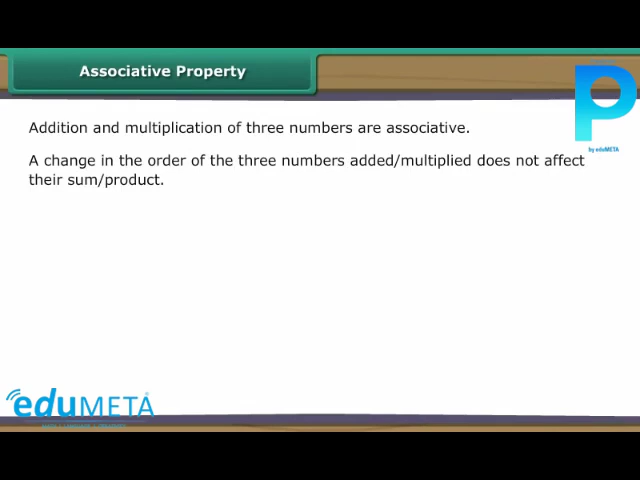 Associative Property
Addition and multiplication of three numbers are associative.
A change in the order of the three numbers added/multiplied does not affect
their sum/product.
P
by eduMETA
eduMETA